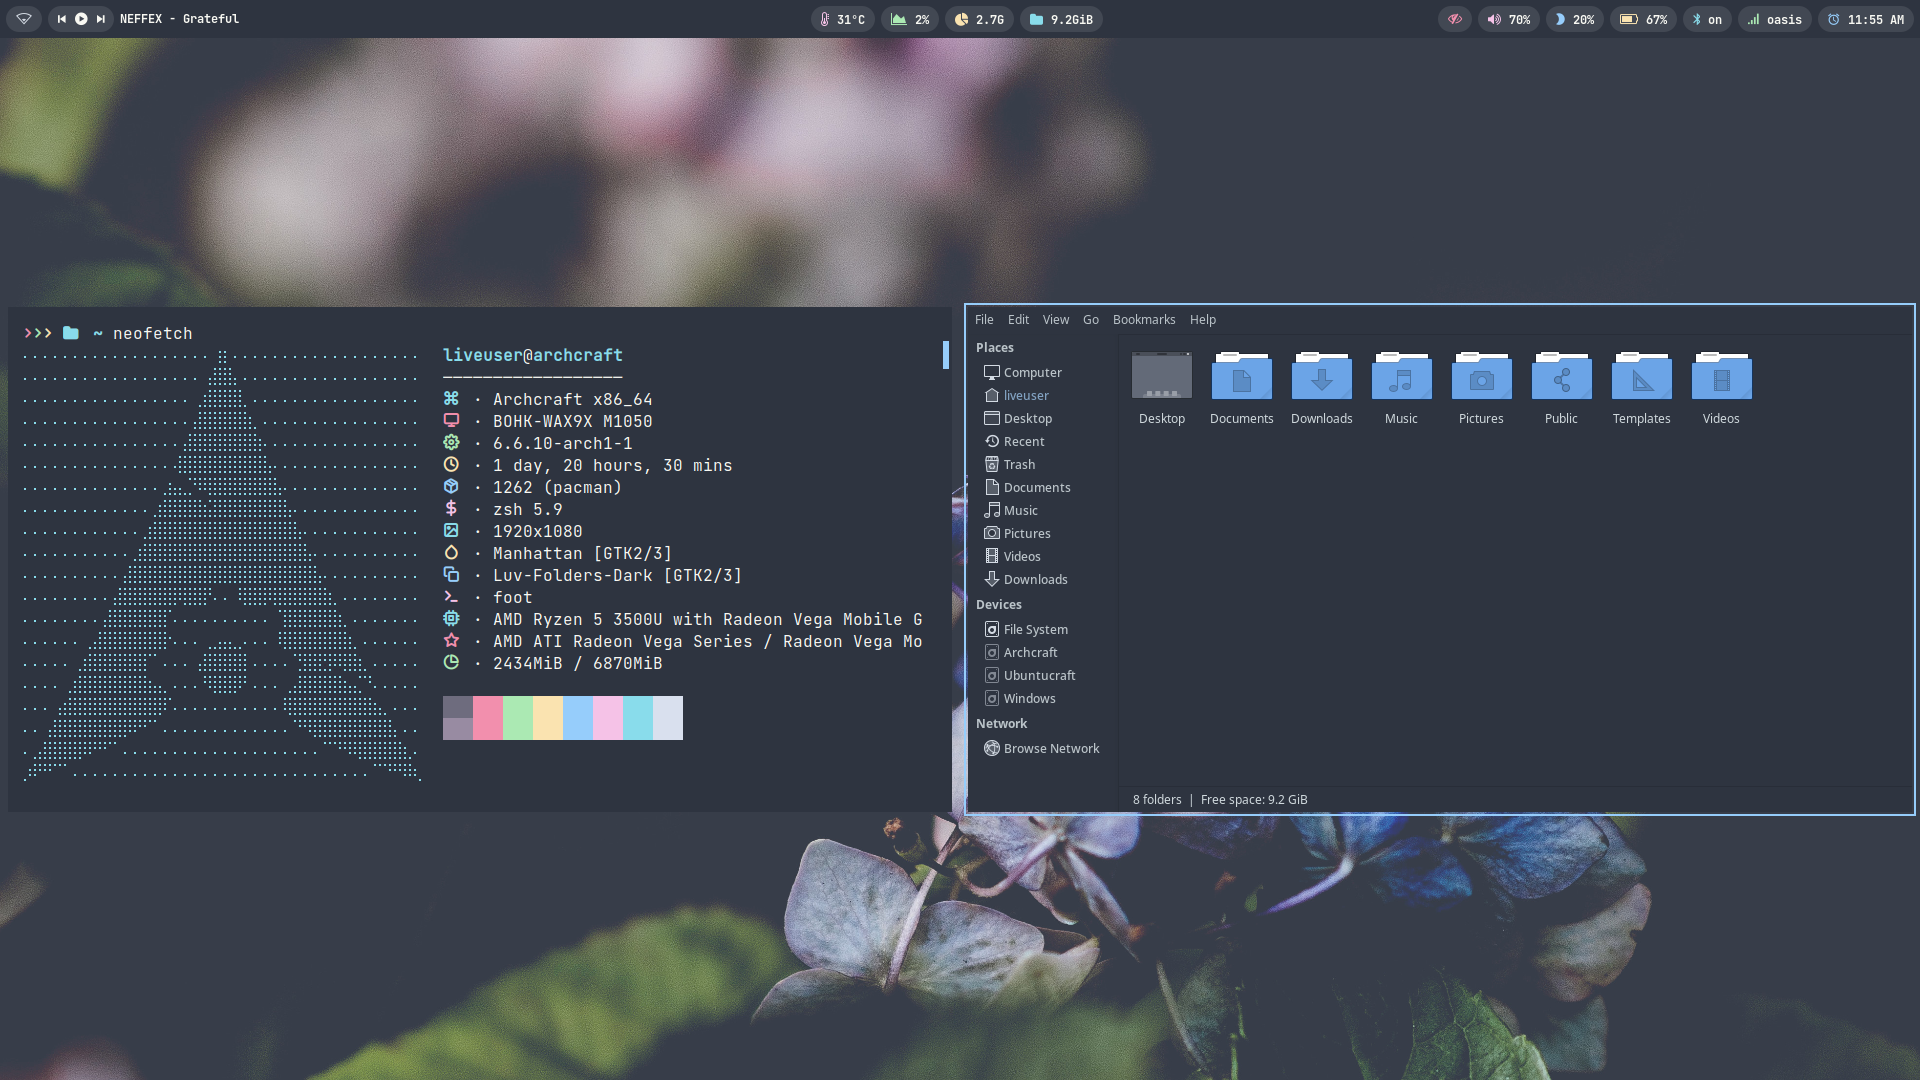 NEFFEX - Grateful
31°C
2%
2.7G
9.2GiB
70%
20%
67%
on
oasis
11:55 AM
~ neofetch
liveuser@archcraft
· Archcraft x86_64
· BOHK-WAX9X M1050
· 6.6.10-arch1-1
· 1 day, 20 hours, 30 mins
· 1262 (pacman)
· zsh 5.9
· 1920x1080
· Manhattan [GTK2/3]
· Luv-Folders-Dark [GTK2/3]
· foot
· AMD Ryzen 5 3500U with Radeon Vega Mobile G
· AMD ATI Radeon Vega Series / Radeon Vega Mo
· 2434MiB / 6870MiB
File Edit View Go Bookmarks Help
Places
Computer
liveuser
Desktop
Recent
Trash
Documents
Music
Pictures
Videos
Downloads
Devices
File System
Archcraft
Ubuntucraft
Windows
Network
Browse Network
Desktop Documents Downloads Music Pictures Public Templates Videos
8 folders | Free space: 9.2 GiB